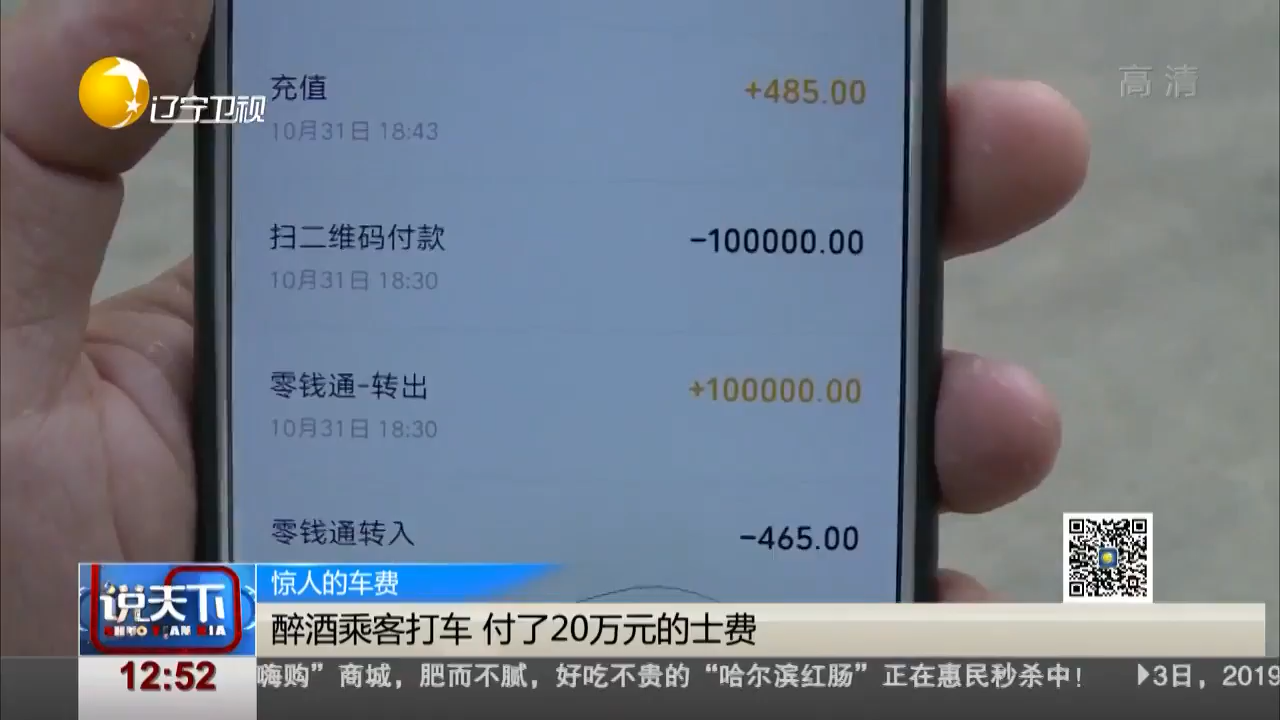 辽宁卫视
高清
充值
+485.00
10月31日 18:43
扫二维码付款
-100000.00
10月31日 18:30
零钱通-转出
+100000.00
10月31日 18:30
零钱通转入
-465.00
说天下
SHUO TIAN XIA
惊人的车费
醉酒乘客打车 付了20万元的士费
12:52
嗨购”商城，肥而不腻，好吃不贵的“哈尔滨红肠”正在惠民秒杀中！ ▶3日，2019